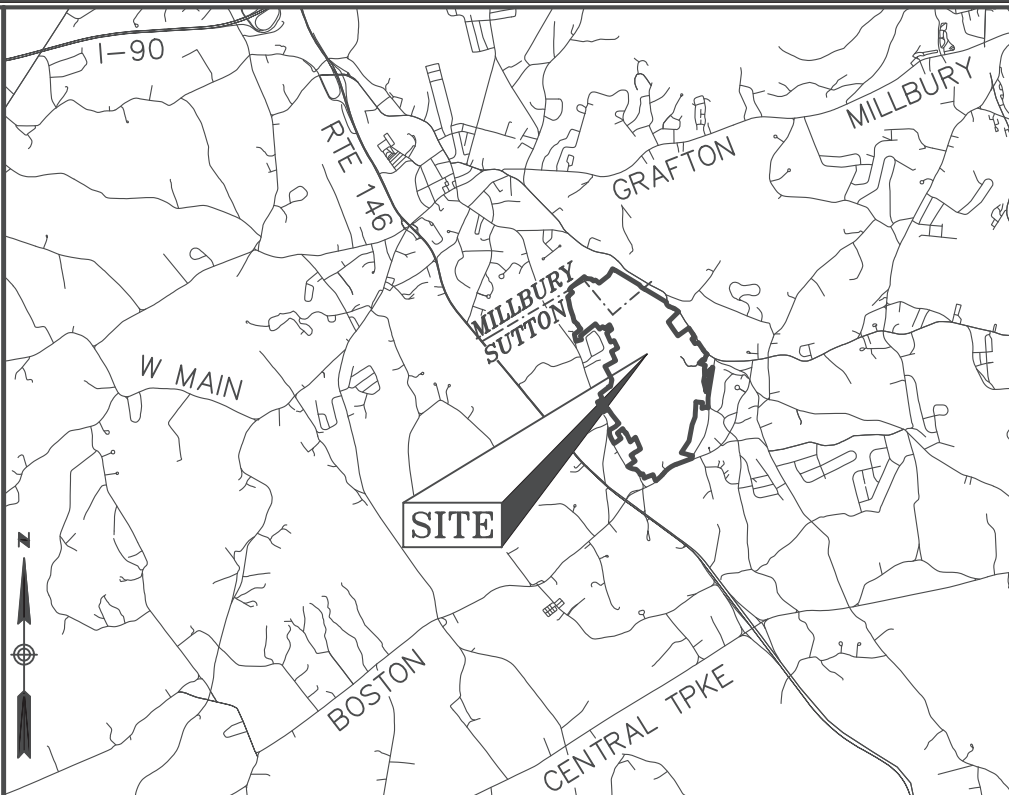 I-90
MILLBURY
RTE 146
GRAFTON
MILLBURY
SUTTON
W MAIN
SITE
N
BOSTON
CENTRAL TPKE